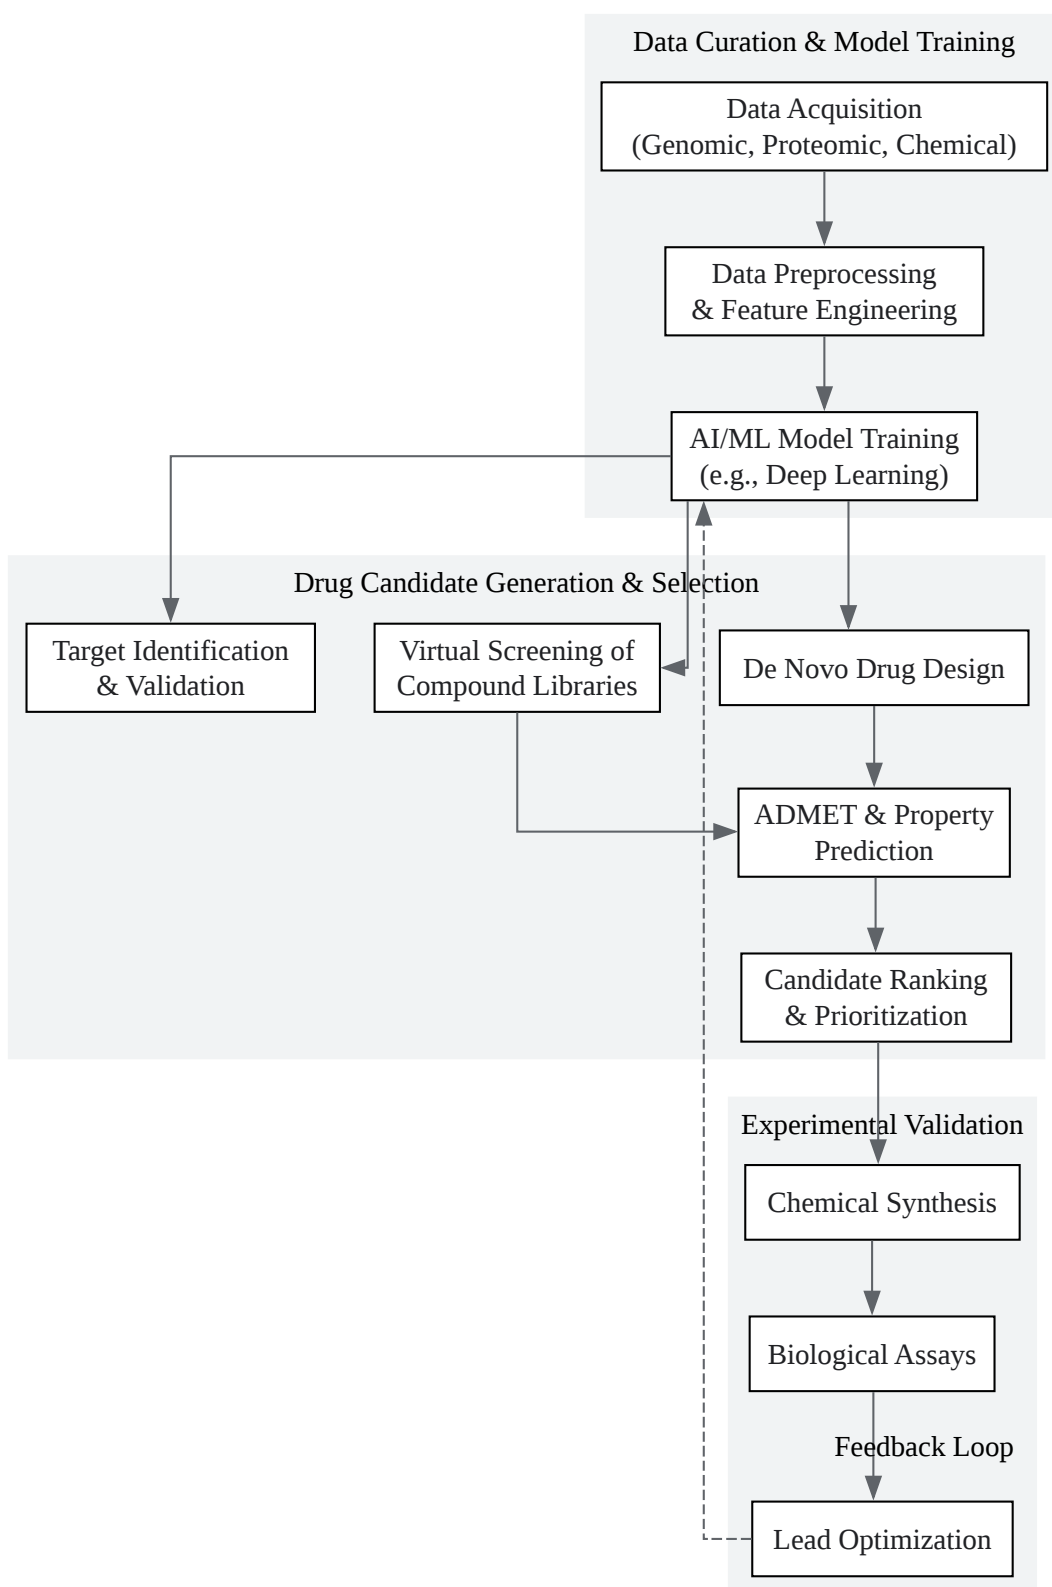 Data Curation & Model Training
Data Acquisition
(Genomic, Proteomic, Chemical)
Data Preprocessing
& Feature Engineering
AI/ML Model Training
(e.g., Deep Learning)
Drug Candidate Generation & Selection
Target Identification
& Validation
Virtual Screening of
Compound Libraries
De Novo Drug Design
ADMET & Property
Prediction
Candidate Ranking
& Prioritization
Experimental Validation
Chemical Synthesis
Biological Assays
Feedback Loop
Lead Optimization